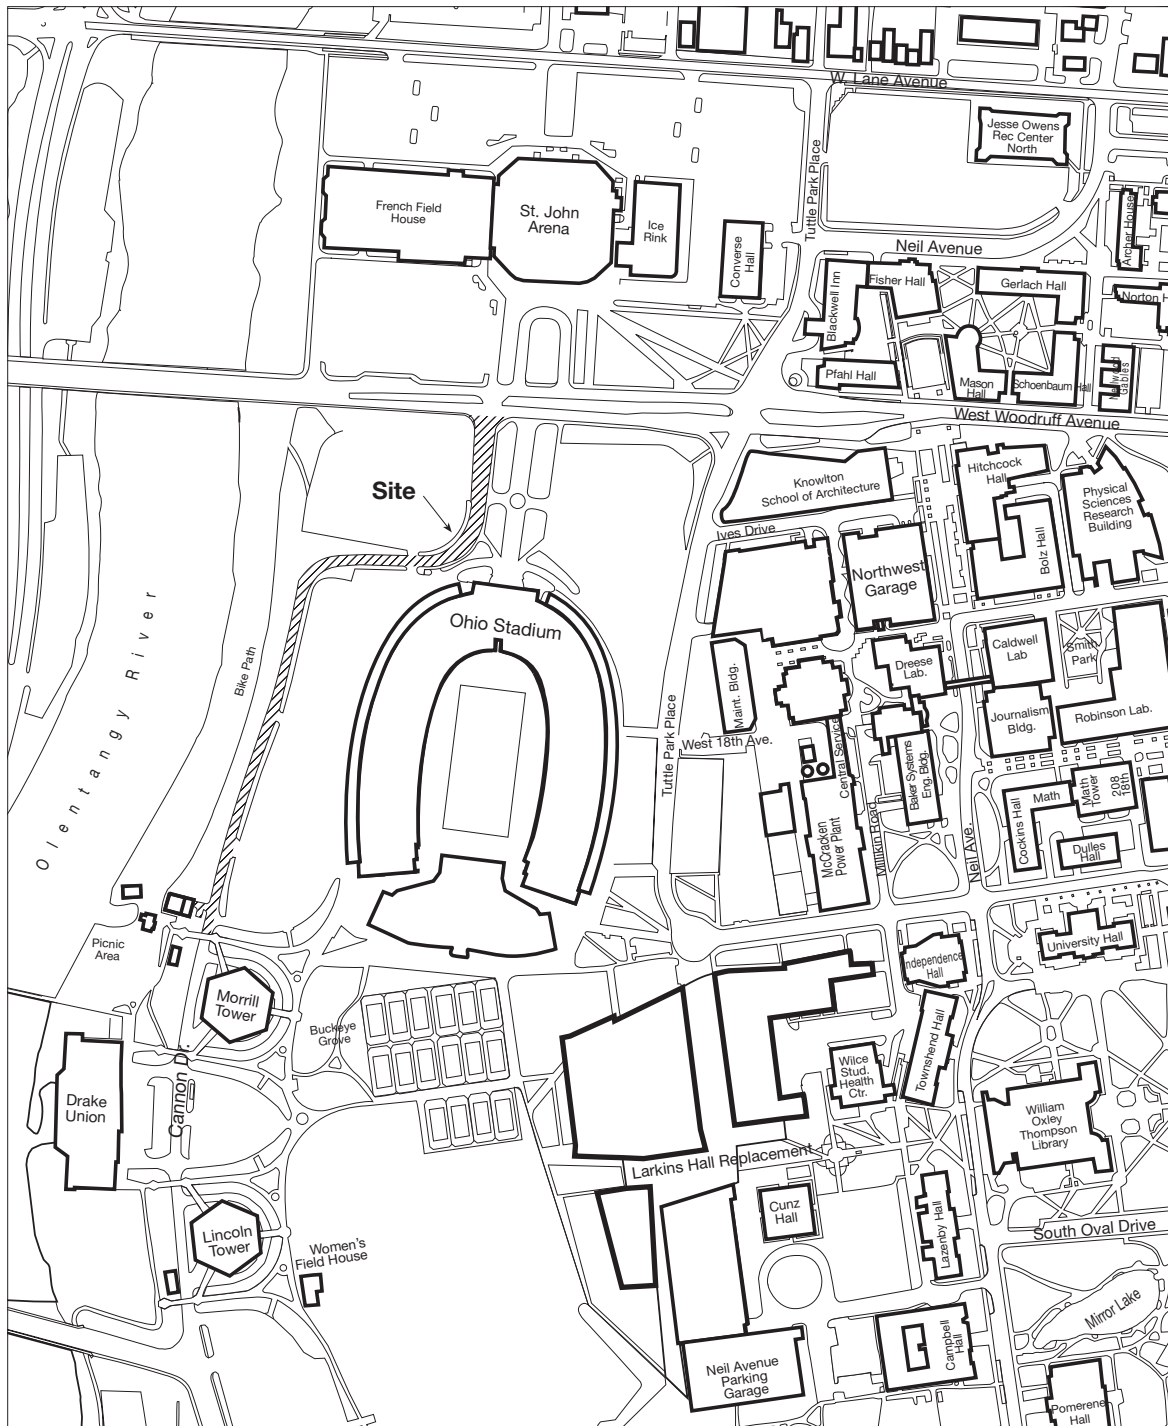 W. Lane Avenue
Jesse Owens
Rec Center
North
Tuttle Park Place
French Field
House
St. John
Arena
Ice
Rink
Converse
Hall
Archer House
Neil Avenue
Blackwell Inn
Fisher Hall
Gerlach Hall
Norton H
Pfahl Hall
Mason
Hall
Schoenbaum Hall
Neilwood
Gables
West Woodruff Avenue
Knowlton
School of Architecture
Hitchcock
Hall
Physical
Sciences
Research
Building
Site
Ives Drive
Bolz Hall
Northwest
Garage
Ohio Stadium
Caldwell
Lab
Smith
Park
Dreese
Lab.
Maint. Bldg.
Olentangy River
Bike Path
Journalism
Bldg.
Robinson Lab.
Tuttle Park Place
West 18th Ave.
Central Service
Baker Systems
Eng. Bldg.
McCracken
Power Plant
Millikin Road
Neil Ave.
Cockins Hall
Math
Math
Tower
208
18th
Dulles
Hall
University Hall
Picnic
Area
Independence
Hall
Morrill
Tower
Buckeye
Grove
Townshend Hall
Wilce
Stud.
Health
Ctr.
Drake
Union
Cannon Dr.
William
Oxley
Thompson
Library
Larkins Hall Replacement
Cunz
Hall
Lazenby Hall
South Oval Drive
Lincoln
Tower
Women's
Field House
Mirror Lake
Campbell
Hall
Neil Avenue
Parking
Garage
Pomerene
Hall